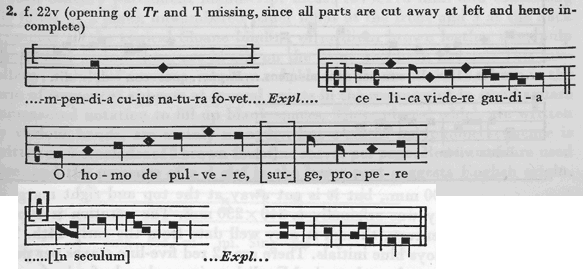 2. f. 22v (opening of Tr and T missing, since all parts are cut away at left and hence in-
complete)
....-m-pen-di-a cu-ius na-tu-ra fo-vet....Expl.... ce - li-ca vi-de-re gau-di - a
O ho-mo de pul-ve-re, [sur-] ge, pro-pe-re
......[In seculum] ...Expl...